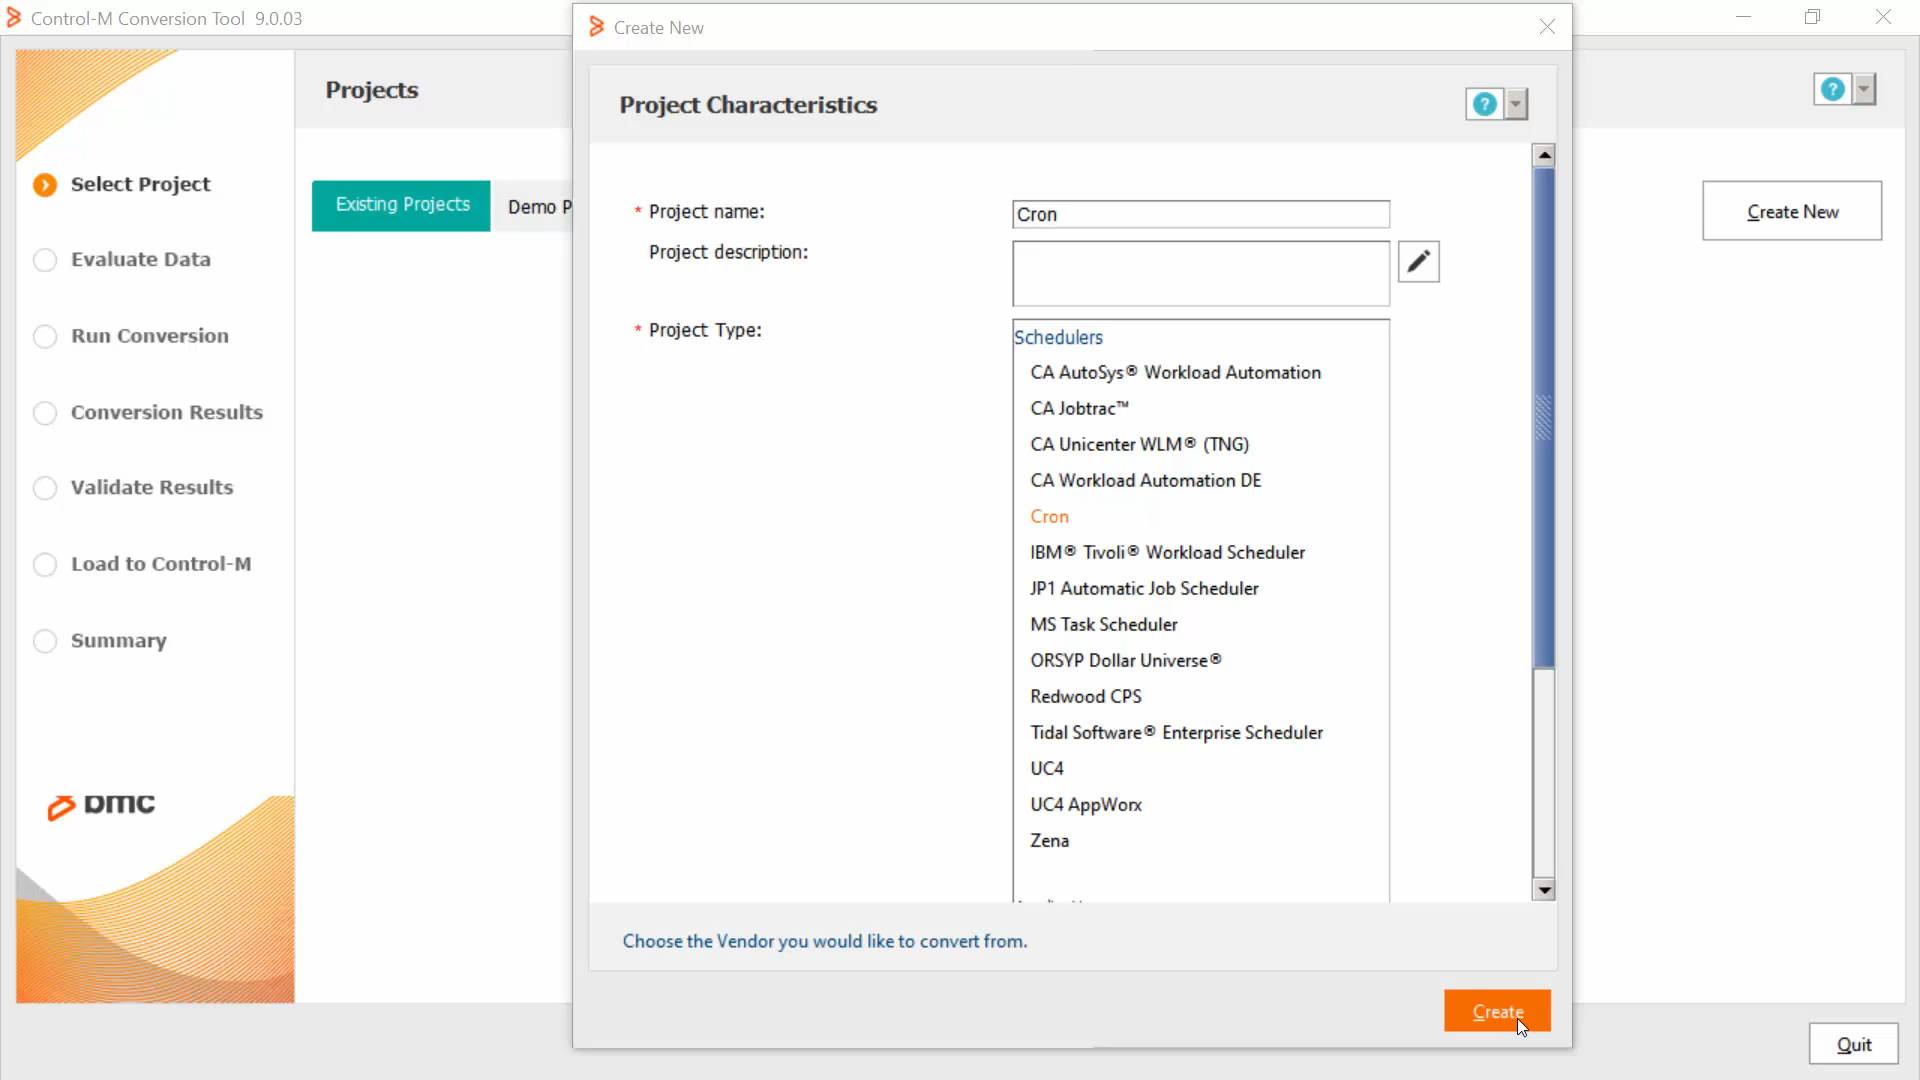 Control-M Conversion Tool 9.0.03
Create New
Projects
Project Characteristics
?
?
Select Project
Evaluate Data
Run Conversion
Conversion Results
Validate Results
Load to Control-M
Summary
bmc
Existing Projects
Demo P
Create New
* Project name:
Cron
Project description:
* Project Type:
Schedulers
CA AutoSys® Workload Automation
CA Jobtrac™
CA Unicenter WLM® (TNG)
CA Workload Automation DE
Cron
IBM® Tivoli® Workload Scheduler
JP1 Automatic Job Scheduler
MS Task Scheduler
ORSYP Dollar Universe®
Redwood CPS
Tidal Software® Enterprise Scheduler
UC4
UC4 AppWorx
Zena
Choose the Vendor you would like to convert from.
Create
Quit